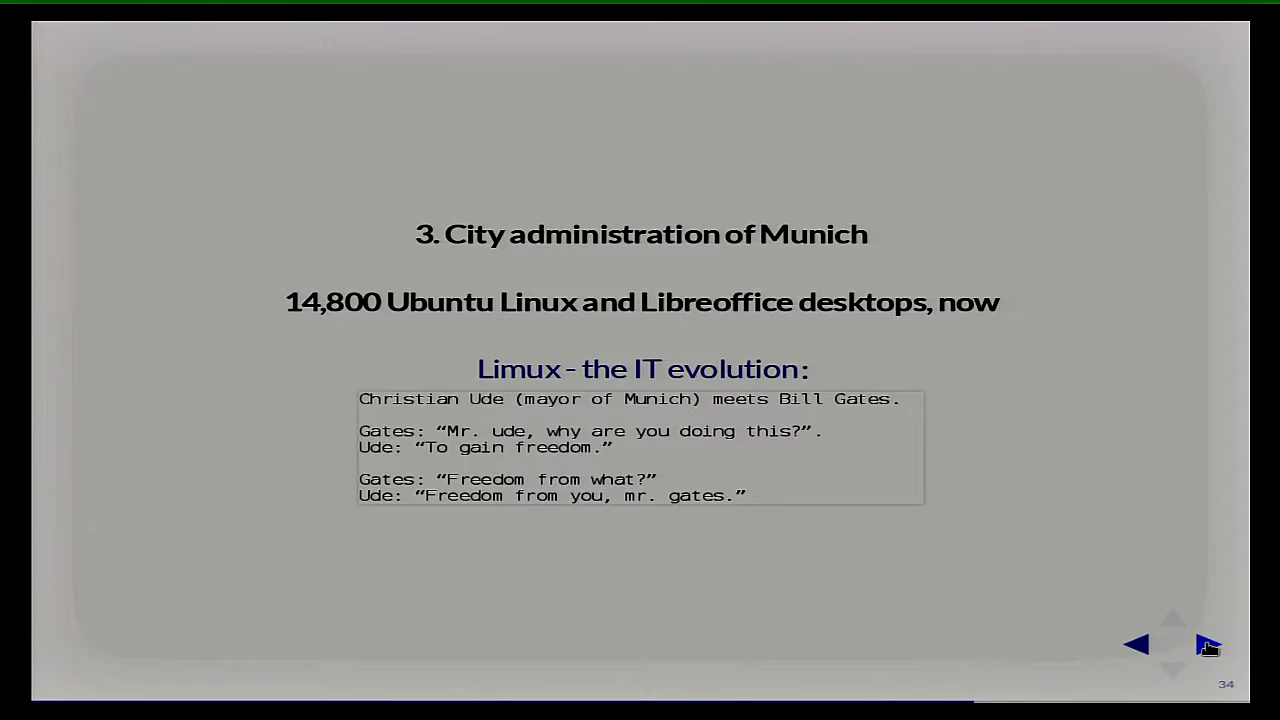 3. City administration of Munich
14,800 Ubuntu Linux and Libreoffice desktops, now
Limux - the IT evolution:
Christian Ude (mayor of Munich) meets Bill Gates.
Gates: “Mr. ude, why are you doing this?”.
Ude: “To gain freedom.”
Gates: “Freedom from what?”
Ude: “Freedom from you, mr. gates.”
34